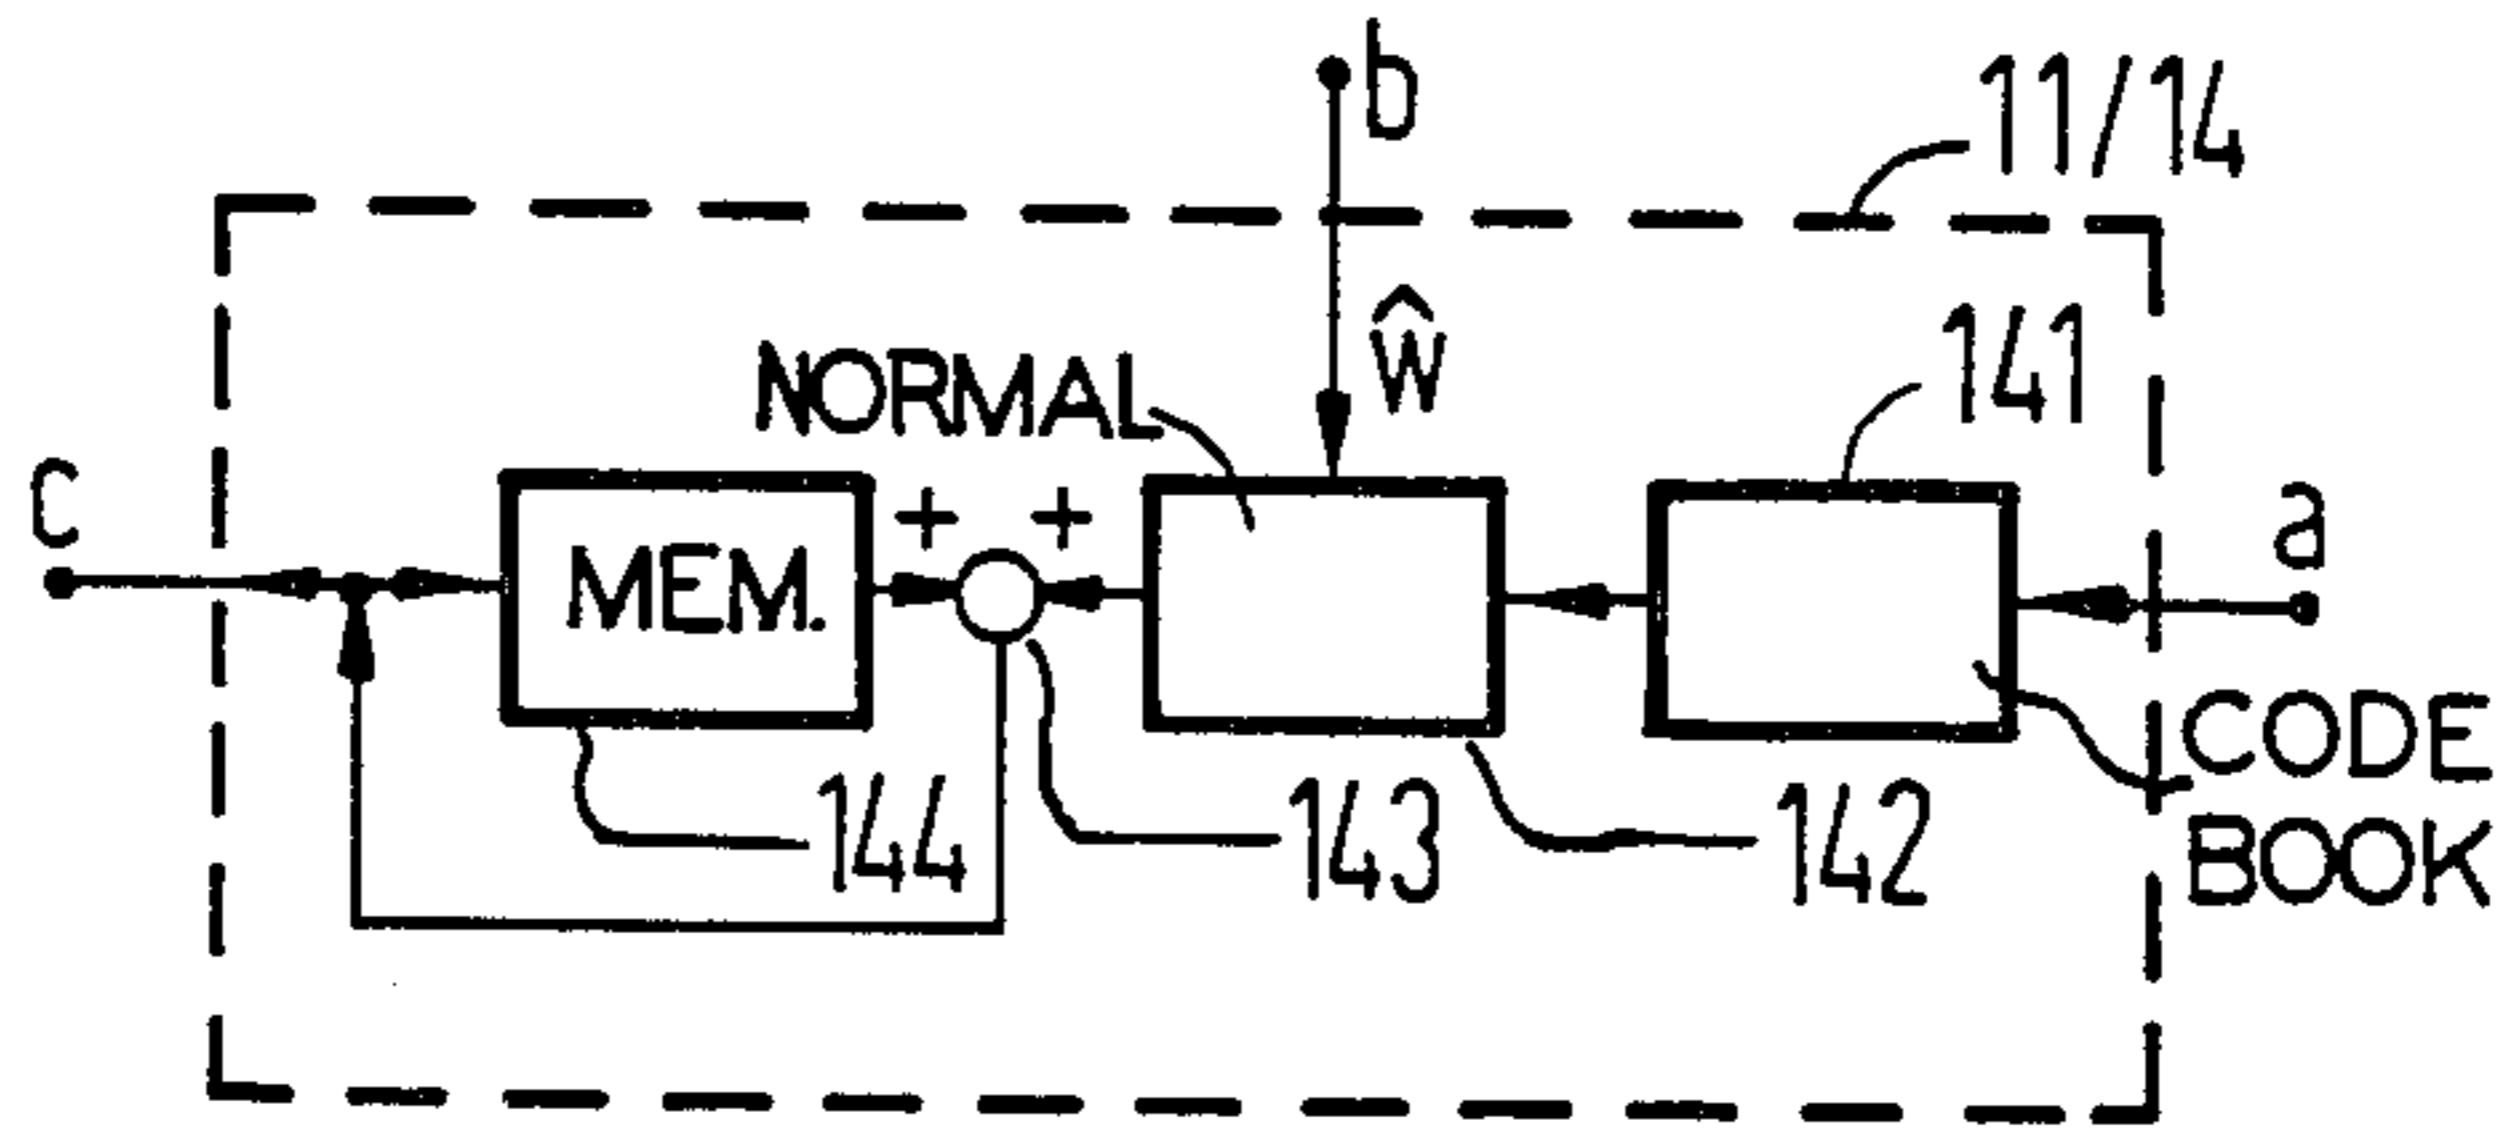 b
11/14
ŵ
141
NORMAL
c
+ +
a
MEM.
CODE
BOOK
144
143
142